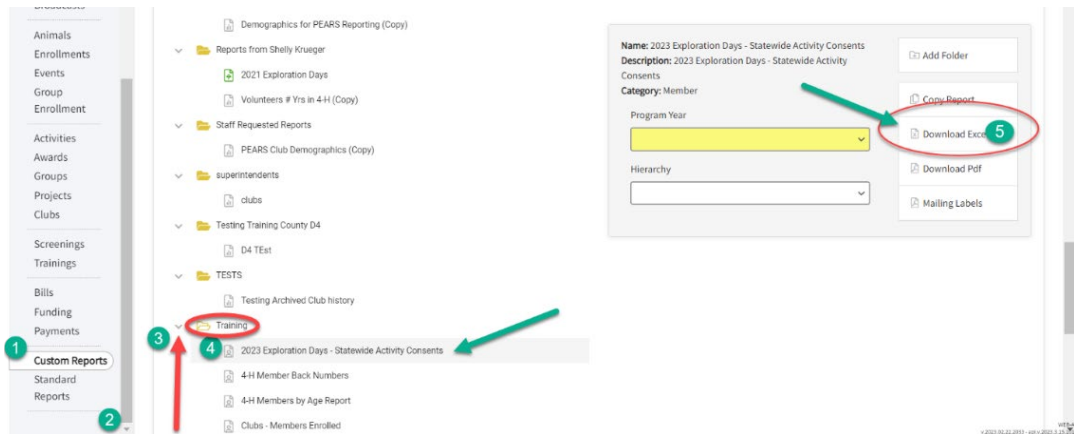 Broadcasts
Animals
Enrollments
Events
Group
Enrollment
Activities
Awards
Groups
Projects
Clubs
Screenings
Trainings
Bills
Funding
Payments
1
Custom Reports
Standard
Reports
2
Demographics for PEARS Reporting (Copy)
Reports from Shelly Krueger
2021 Exploration Days
Volunteers # Yrs in 4-H (Copy)
Staff Requested Reports
PEARS Club Demographics (Copy)
superintendents
clubs
Testing Training County D4
D4 TEst
TESTS
Testing Archived Club history
3
Training
4
2023 Exploration Days - Statewide Activity Consents
4-H Member Back Numbers
4-H Members by Age Report
Clubs - Members Enrolled
Name: 2023 Exploration Days - Statewide Activity Consents
Description: 2023 Exploration Days - Statewide Activity
Consents
Category: Member
Program Year
Hierarchy
Add Folder
Copy Report
Download Exce
5
Download Pdf
Mailing Labels